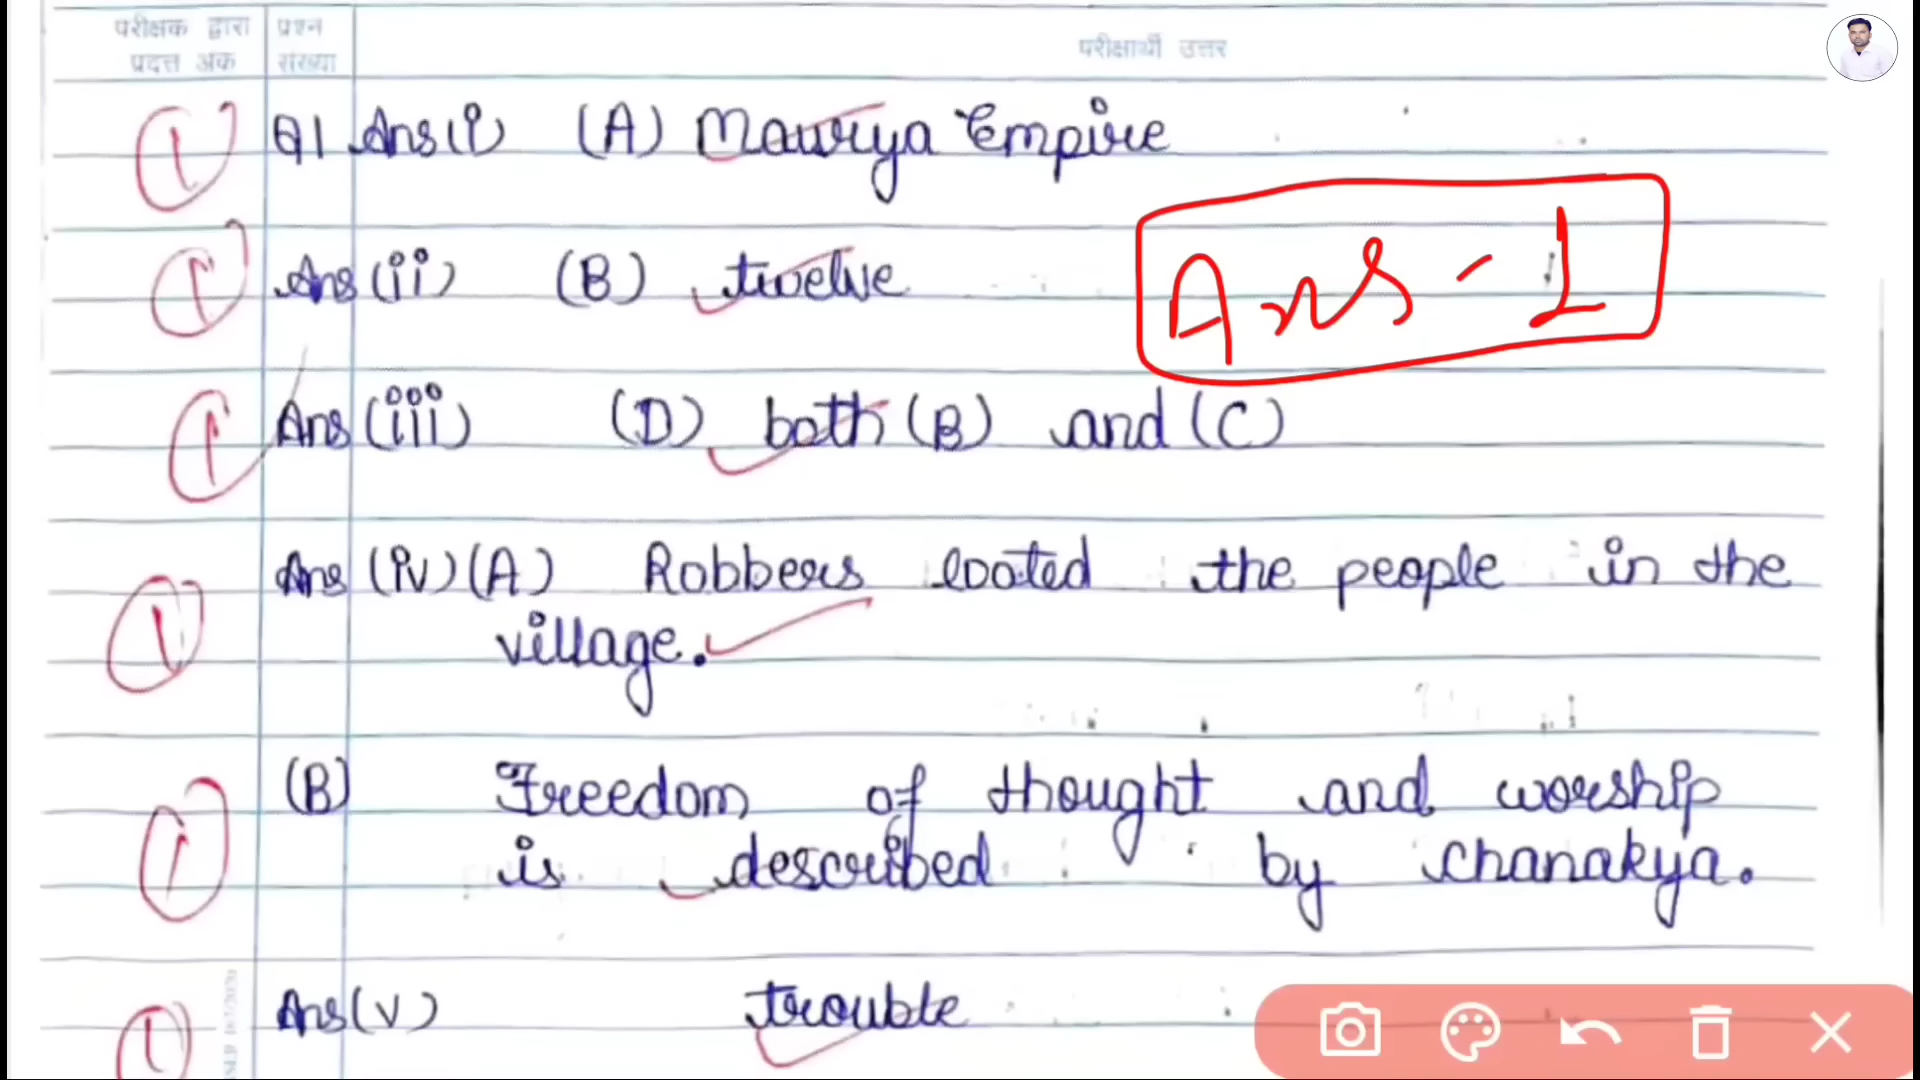 परीक्षक द्वारा प्रदत्त अंक
प्रश्न संख्या
परीक्षार्थी उत्तर
1 Q1 Ans(i) (A) Maurya Empire
1 Ans(ii) (B) twelve
Ans - 1
1 Ans(iii) (D) both (B) and (C)
1 Ans(iv)(A) Robbers looted the people in the
village.
1 (B) Freedom of thought and worship
is described by chanakya.
1 Ans(v) trouble